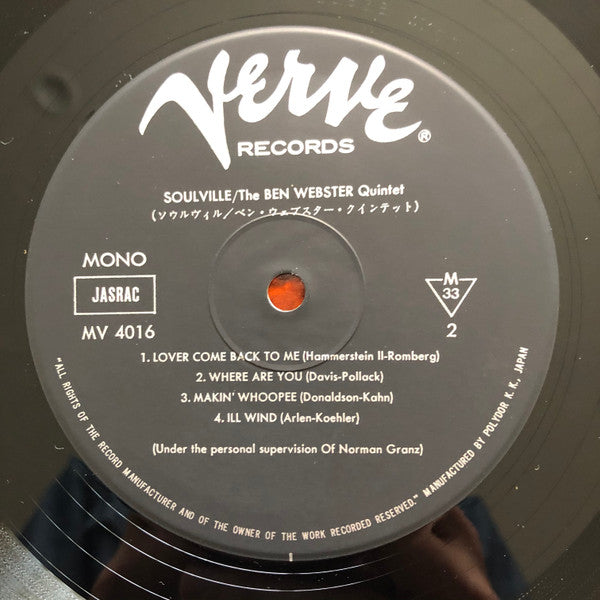 Verve®
RECORDS
SOULVILLE/The BEN WEBSTER Quintet
(ソウルヴィル/ベン・ウェブスター・クインテット)
MONO
JASRAC
MV 4016
M
33
2
1. LOVER COME BACK TO ME (Hammerstein II-Romberg)
2. WHERE ARE YOU (Davis-Pollack)
3. MAKIN' WHOOPEE (Donaldson-Kahn)
4. ILL WIND (Arlen-Koehler)
(Under the personal supervision Of Norman Granz)
"ALL RIGHTS OF THE RECORD MANUFACTURER AND OF THE OWNER OF THE WORK RECORDED RESERVED." MANUFACTURED BY POLYDOR K. K., JAPAN